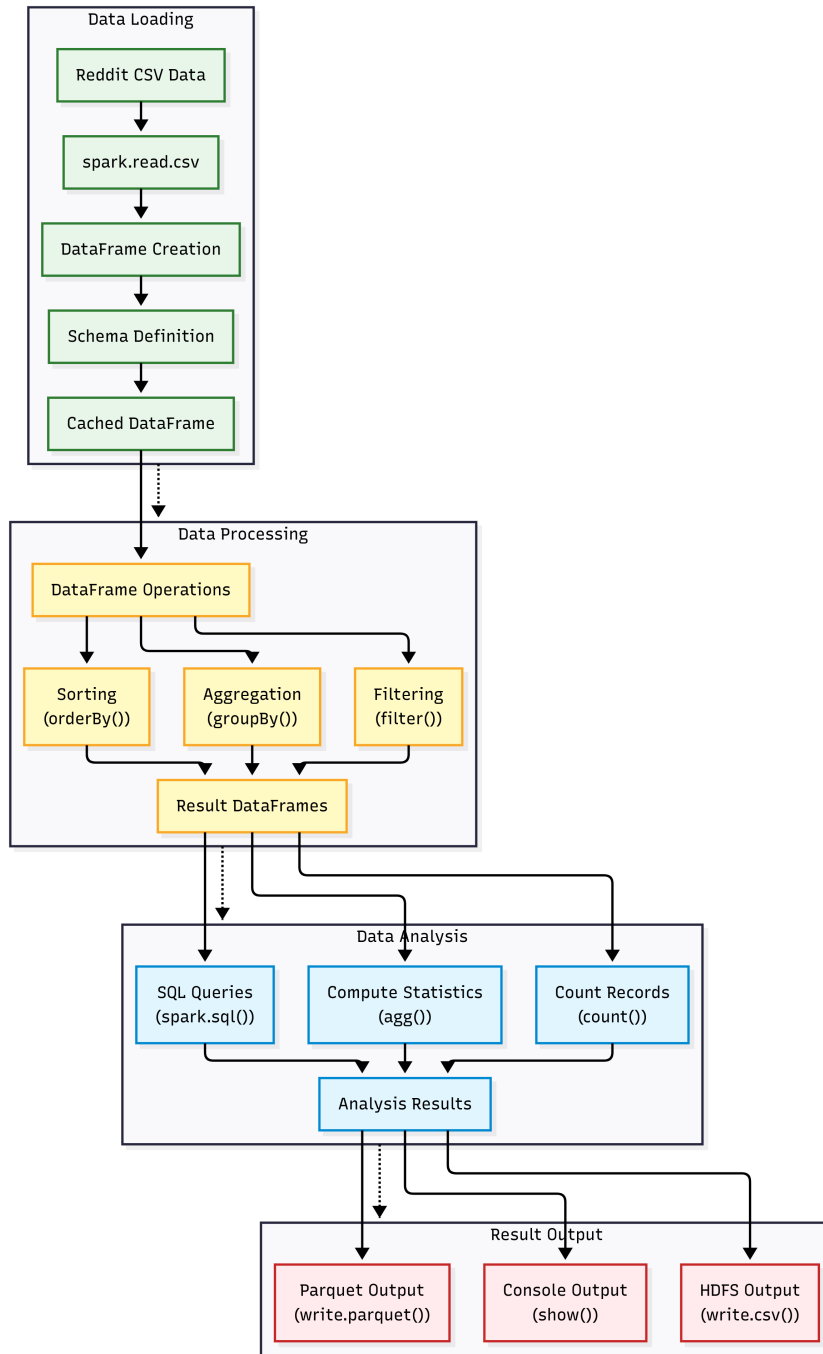 Data Loading
Reddit CSV Data
spark.read.csv
DataFrame Creation
Schema Definition
Cached DataFrame
Data Processing
DataFrame Operations
Sorting
(orderBy())
Aggregation
(groupBy())
Filtering
(filter())
Result DataFrames
Data Analysis
SQL Queries
(spark.sql())
Compute Statistics
(agg())
Count Records
(count())
Analysis Results
Result Output
Parquet Output
(write.parquet())
Console Output
(show())
HDFS Output
(write.csv())